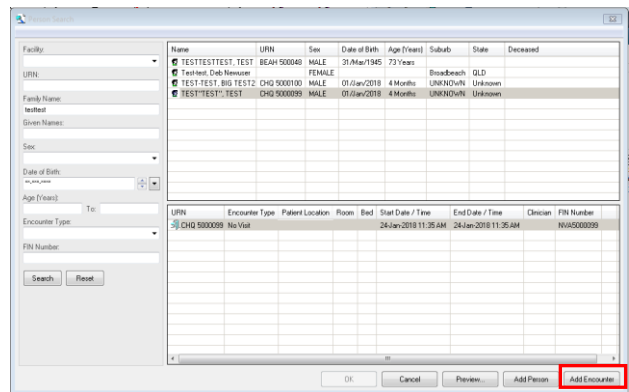 Person Search
Facility:
URN:
Family Name:
testtest
Given Names:
Sex:
Date of Birth:
**-***-****
Age (Years):
To:
Encounter Type:
FIN Number:
Search Reset
Name URN Sex Date of Birth Age (Years) Suburb State Deceased
TESTTESTTEST, TEST BEAH 500048 MALE 31/Mar/1945 73 Years
Test-test, Deb Newuser FEMALE Broadbeach QLD
TEST-TEST, BIG TEST2 CHQ 5000100 MALE 01/Jan/2018 4 Months UNKNOWN Unknown
TEST"TEST", TEST CHQ 5000099 MALE 01/Jan/2018 4 Months UNKNOWN Unknown
URN Encounter Type Patient Location Room Bed Start Date / Time End Date / Time Clinician FIN Number
CHQ 5000099 No Visit 24-Jan-2018 11:35 AM 24-Jan-2018 11:35 AM NVA5000099
OK Cancel Preview... Add Person Add Encounter